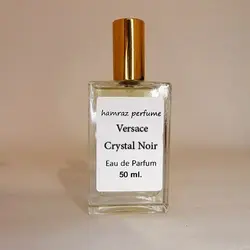 hamraz perfume
Versace
Crystal Noir
Eau de Parfum
50 ml.